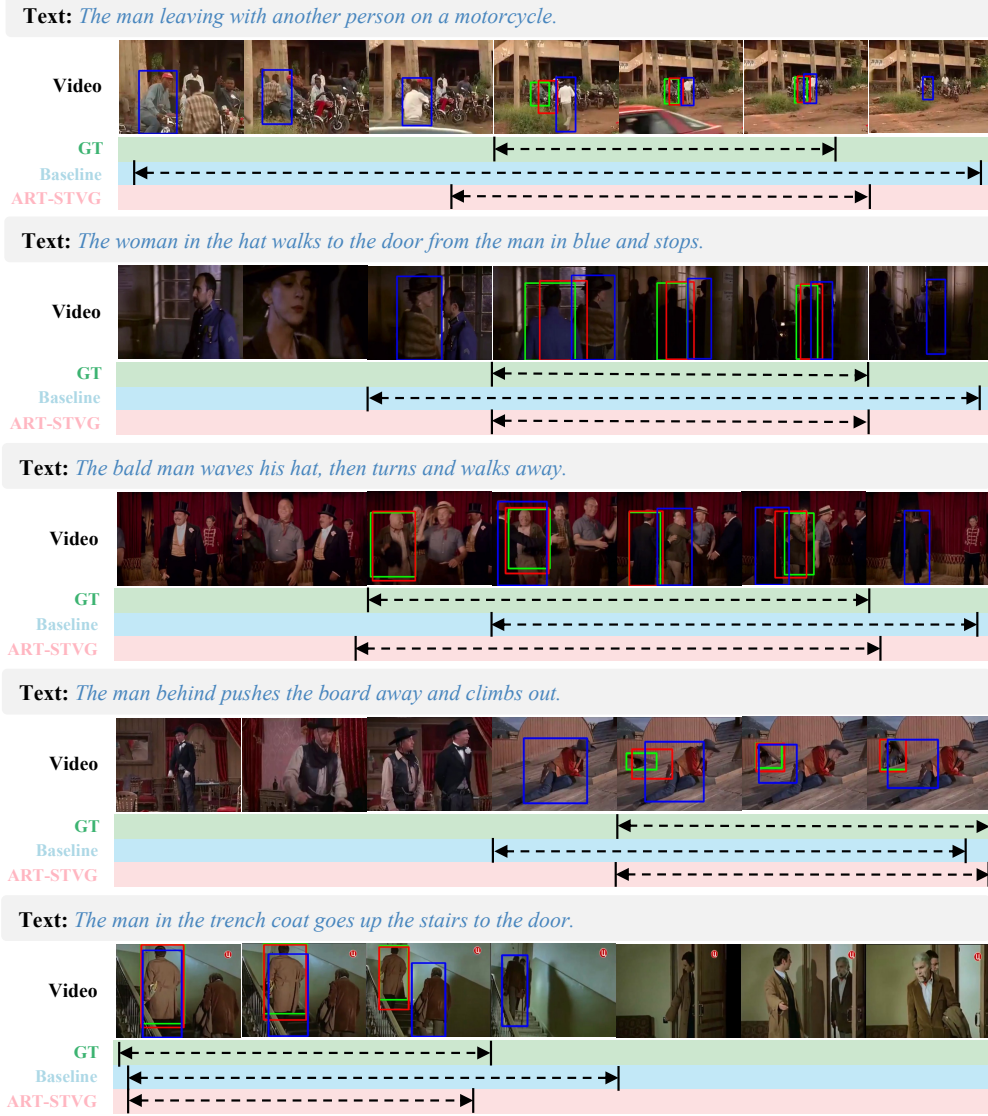 Text: The man leaving with another person on a motorcycle.
Video
GT
Baseline
ART-STVG
Text: The woman in the hat walks to the door from the man in blue and stops.
Video
GT
Baseline
ART-STVG
Text: The bald man waves his hat, then turns and walks away.
Video
GT
Baseline
ART-STVG
Text: The man behind pushes the board away and climbs out.
Video
GT
Baseline
ART-STVG
Text: The man in the trench coat goes up the stairs to the door.
Video
GT
Baseline
ART-STVG